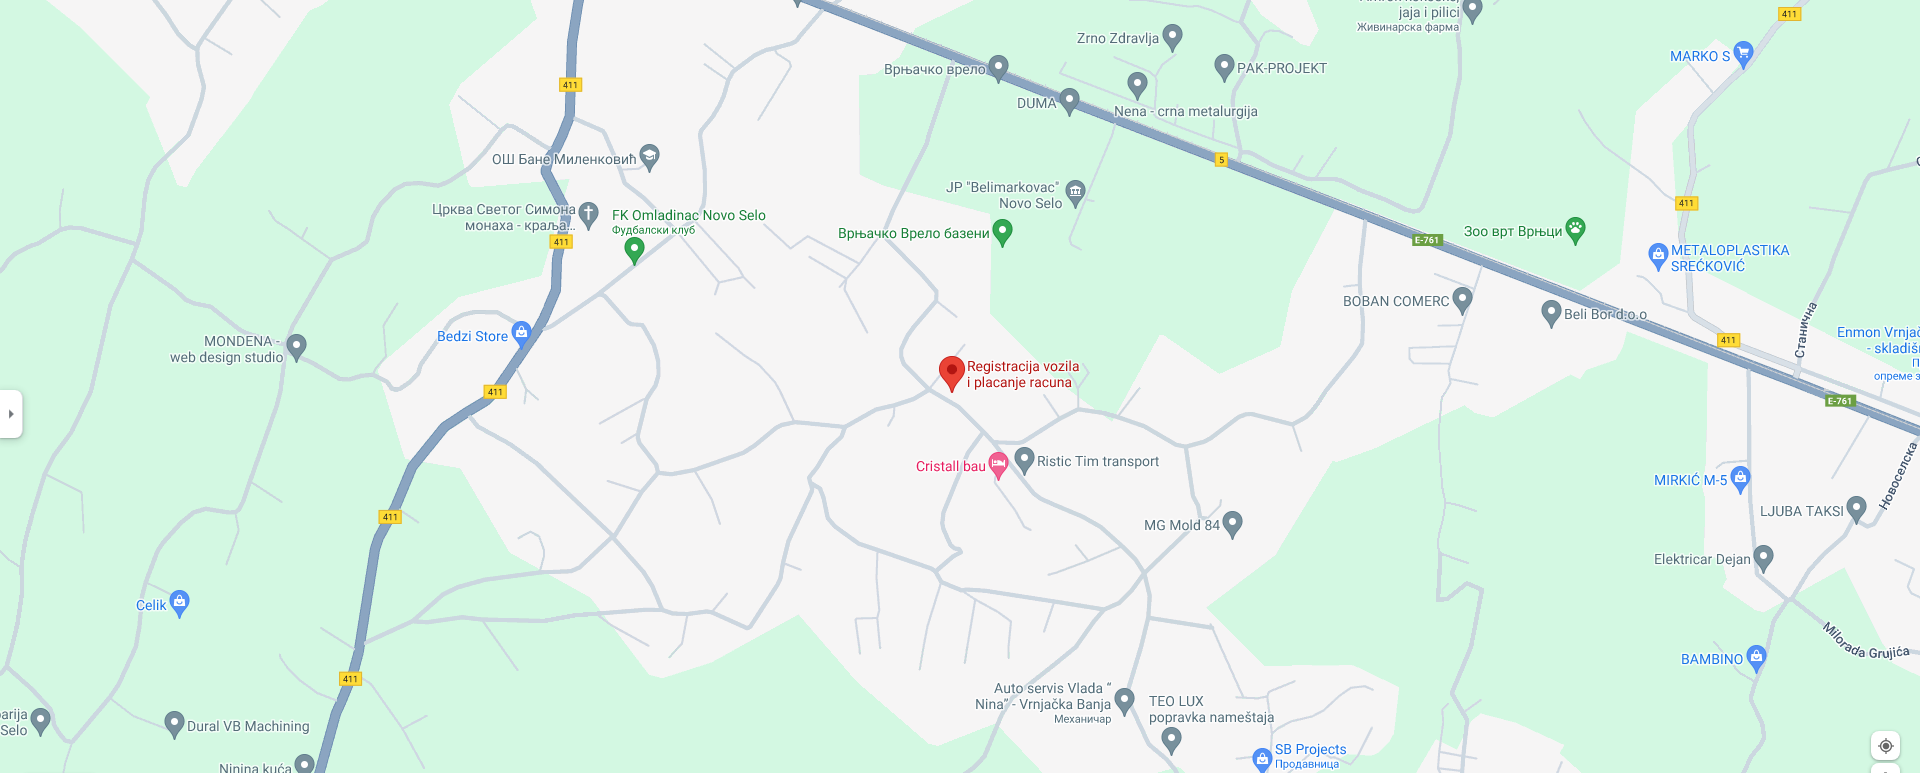 jaja i pilici
Живинарска фарма
411
Zrno Zdravlja
MARKO S
Врњачко врело
PAK-PROJEKT
411
DUMA
Nena - crna metalurgija
ОШ Бане Миленковић
5
JP "Belimarkovac"
Novo Selo
411
Црква Светог Симона
монаха - краља...
FK Omladinac Novo Selo
Фудбалски клуб
Врњачко Врело базени
Зоо врт Врњци
411
E-761
METALOPLASTIKA
SREĆKOVIĆ
BOBAN COMERC
Beli Bor d.o.o
Станична
Enmon Vrnjač
- skladišn
опреме з
Bedzi Store
MONDENA -
web design studio
411
Registracija vozila
i placanje racuna
411
E-761
Cristall bau
Ristic Tim transport
MIRKIĆ M-5
Новоселска
LJUBA TAKSI
411
MG Mold 84
Elektricar Dejan
Celik
Milorada Grujića
BAMBINO
411
Auto servis Vlada “
Nina” - Vrnjačka Banja
Механичар
TEO LUX
popravka nameštaja
arija
Selo
Dural VB Machining
SB Projects
Продавница
Ninina kuća